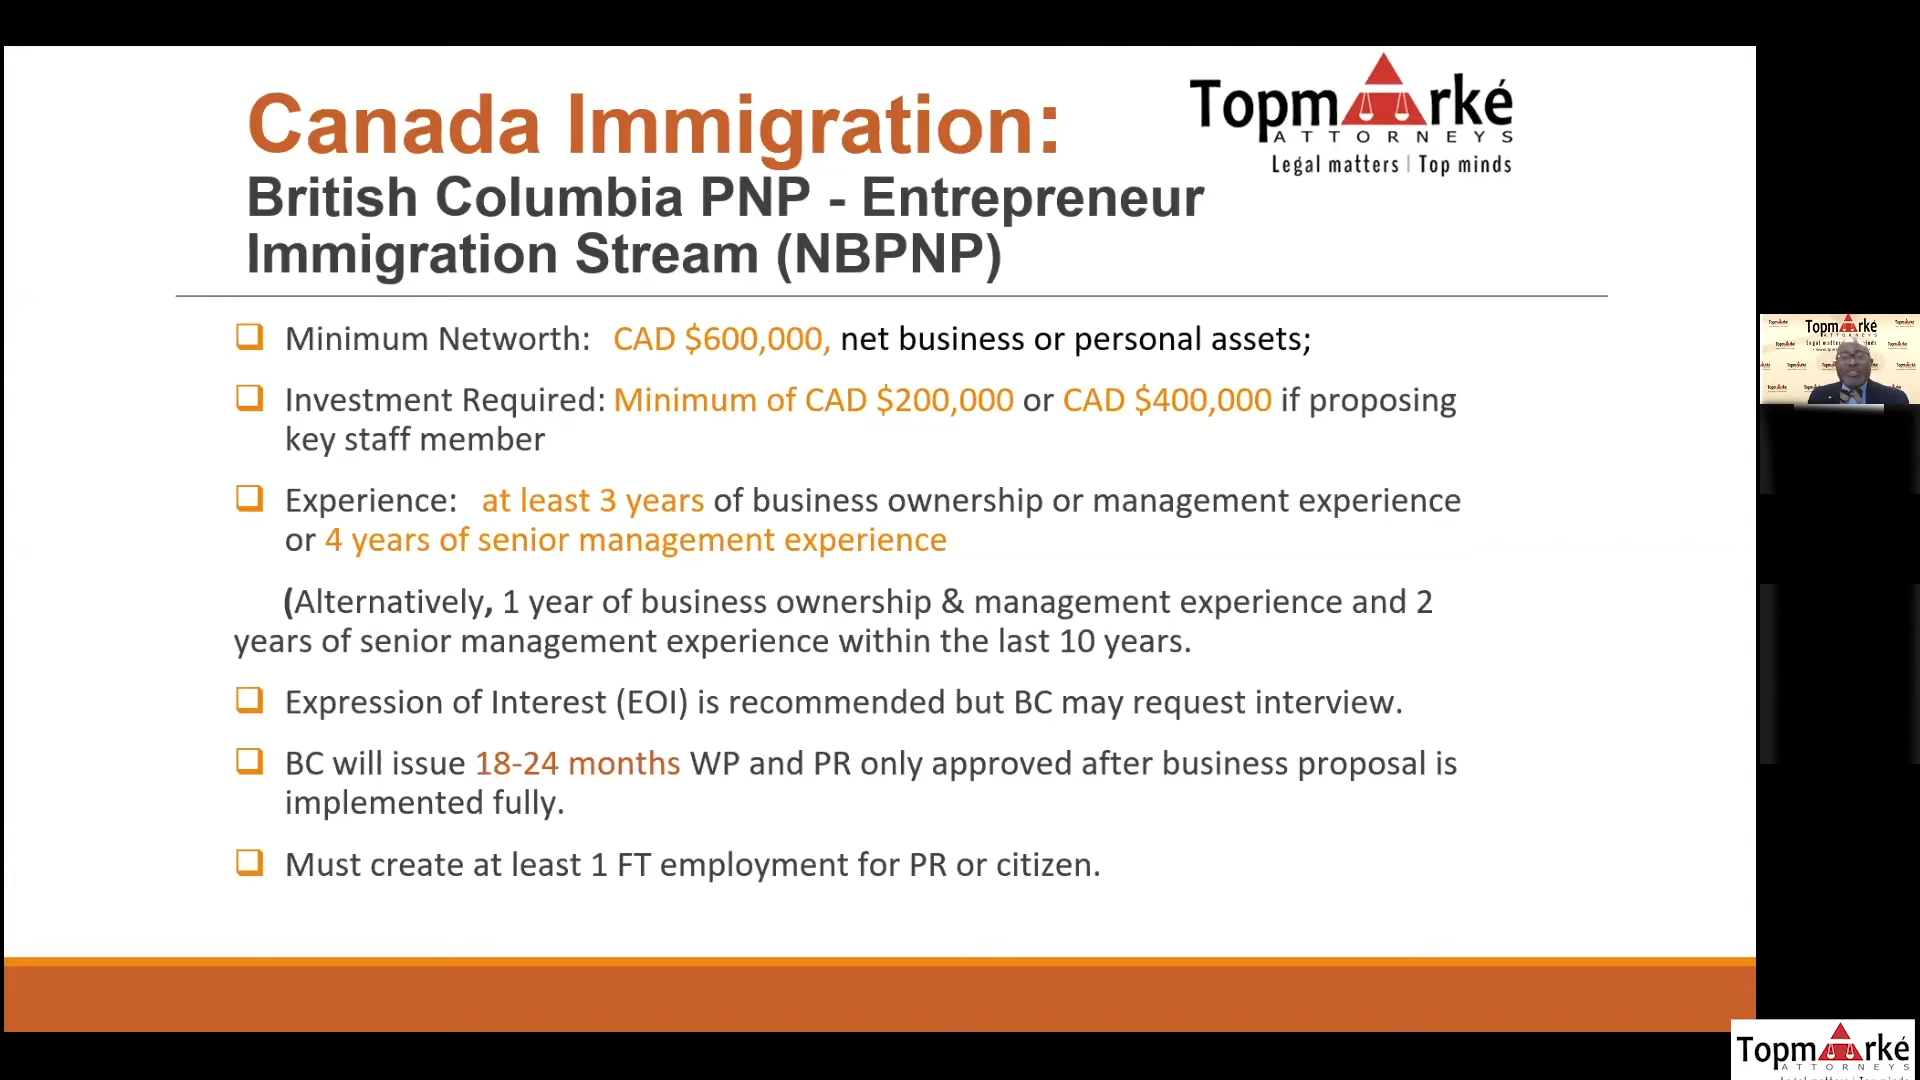 Canada Immigration:
British Columbia PNP - Entrepreneur
Immigration Stream (NBPNP)
Topmarké
ATTORNEYS
Legal matters | Top minds
Minimum Networth: CAD $600,000, net business or personal assets;
Investment Required: Minimum of CAD $200,000 or CAD $400,000 if proposing
key staff member
Experience: at least 3 years of business ownership or management experience
or 4 years of senior management experience
(Alternatively, 1 year of business ownership & management experience and 2
years of senior management experience within the last 10 years.
Expression of Interest (EOI) is recommended but BC may request interview.
BC will issue 18-24 months WP and PR only approved after business proposal is
implemented fully.
Must create at least 1 FT employment for PR or citizen.
Topmarké
Topmarké
ATTORNEYS